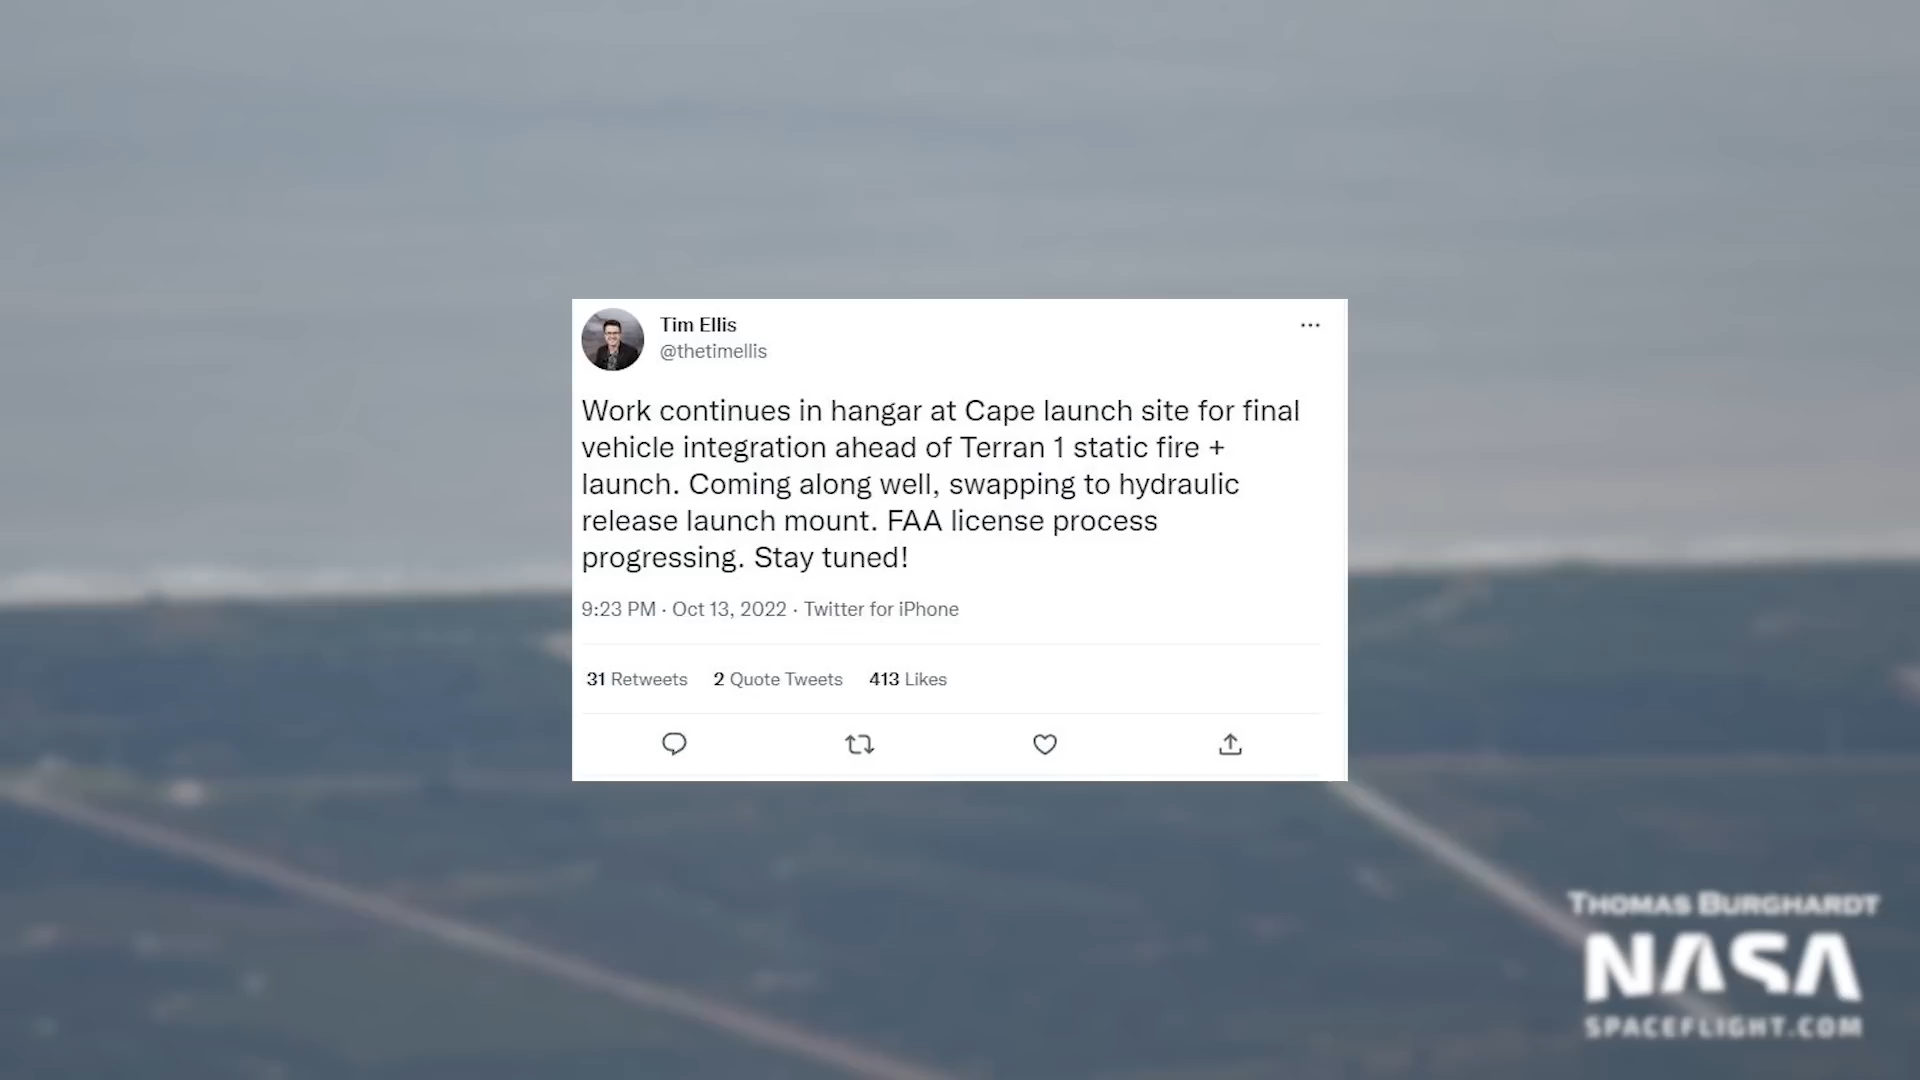 Tim Ellis
@thetimellis
Work continues in hangar at Cape launch site for final
vehicle integration ahead of Terran 1 static fire +
launch. Coming along well, swapping to hydraulic
release launch mount. FAA license process
progressing. Stay tuned!
9:23 PM · Oct 13, 2022 · Twitter for iPhone
31 Retweets 2 Quote Tweets 413 Likes
THOMAS BURGHARDT
NASA
SPACEFLIGHT.COM